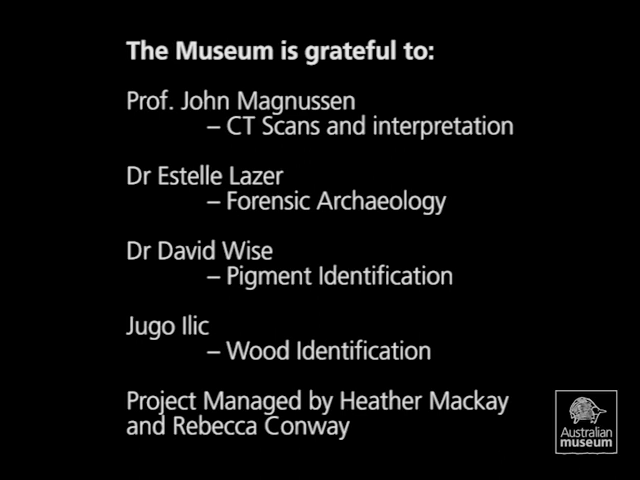 The Museum is grateful to:
Prof. John Magnussen
– CT Scans and interpretation
Dr Estelle Lazer
– Forensic Archaeology
Dr David Wise
– Pigment Identification
Jugo Ilic
– Wood Identification
Project Managed by Heather Mackay
and Rebecca Conway
Australian
museum